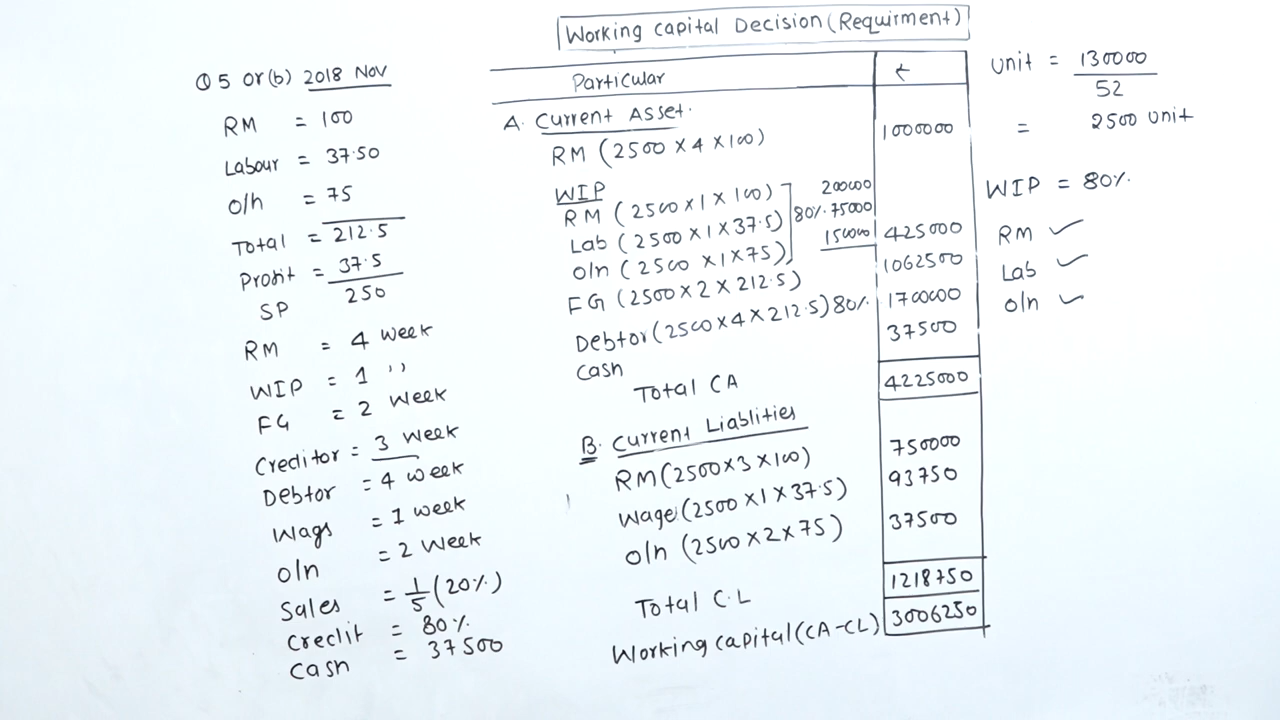 Working Capital Decision (Requirment)
Q5 Or(b) 2018 Nov
RM = 100
Labour = 37.50
O/h = 75
Total = 212.5
Profit = 37.5
SP 250
RM = 4 Week
WIP = 1 ''
FG = 2 Week
Creditor = 3 Week
Debtor = 4 week
Wags = 1 week
O/n = 2 Week
Sales = 1/5 (20%)
Credit = 80%
Cash = 37500
Particular ₹
A. Current Asset.
RM (2500 X 4 X 100) 1000000
WIP
RM (2500 X 1 X 100) 200000
Lab (2500 X 1 X 37.5) 80%. 75000
O/n (2500 X 1 X 75) 150000 425000
FG (2500 X 2 X 212.5) 1062500
Debtor (2500 X 4 X 212.5) 80% 1700000
Cash 37500
Total CA 4225000
B. Current Liablities
RM (2500 X 3 X 100) 750000
Wage (2500 X 1 X 37.5) 93750
O/n (2500 X 2 X 75) 37500
Total C.L 1218750
Working capital (CA-CL) 3006250
Unit = 130000
52
= 2500 Unit
WIP = 80%.
RM ✓
Lab ✓
O/n ✓